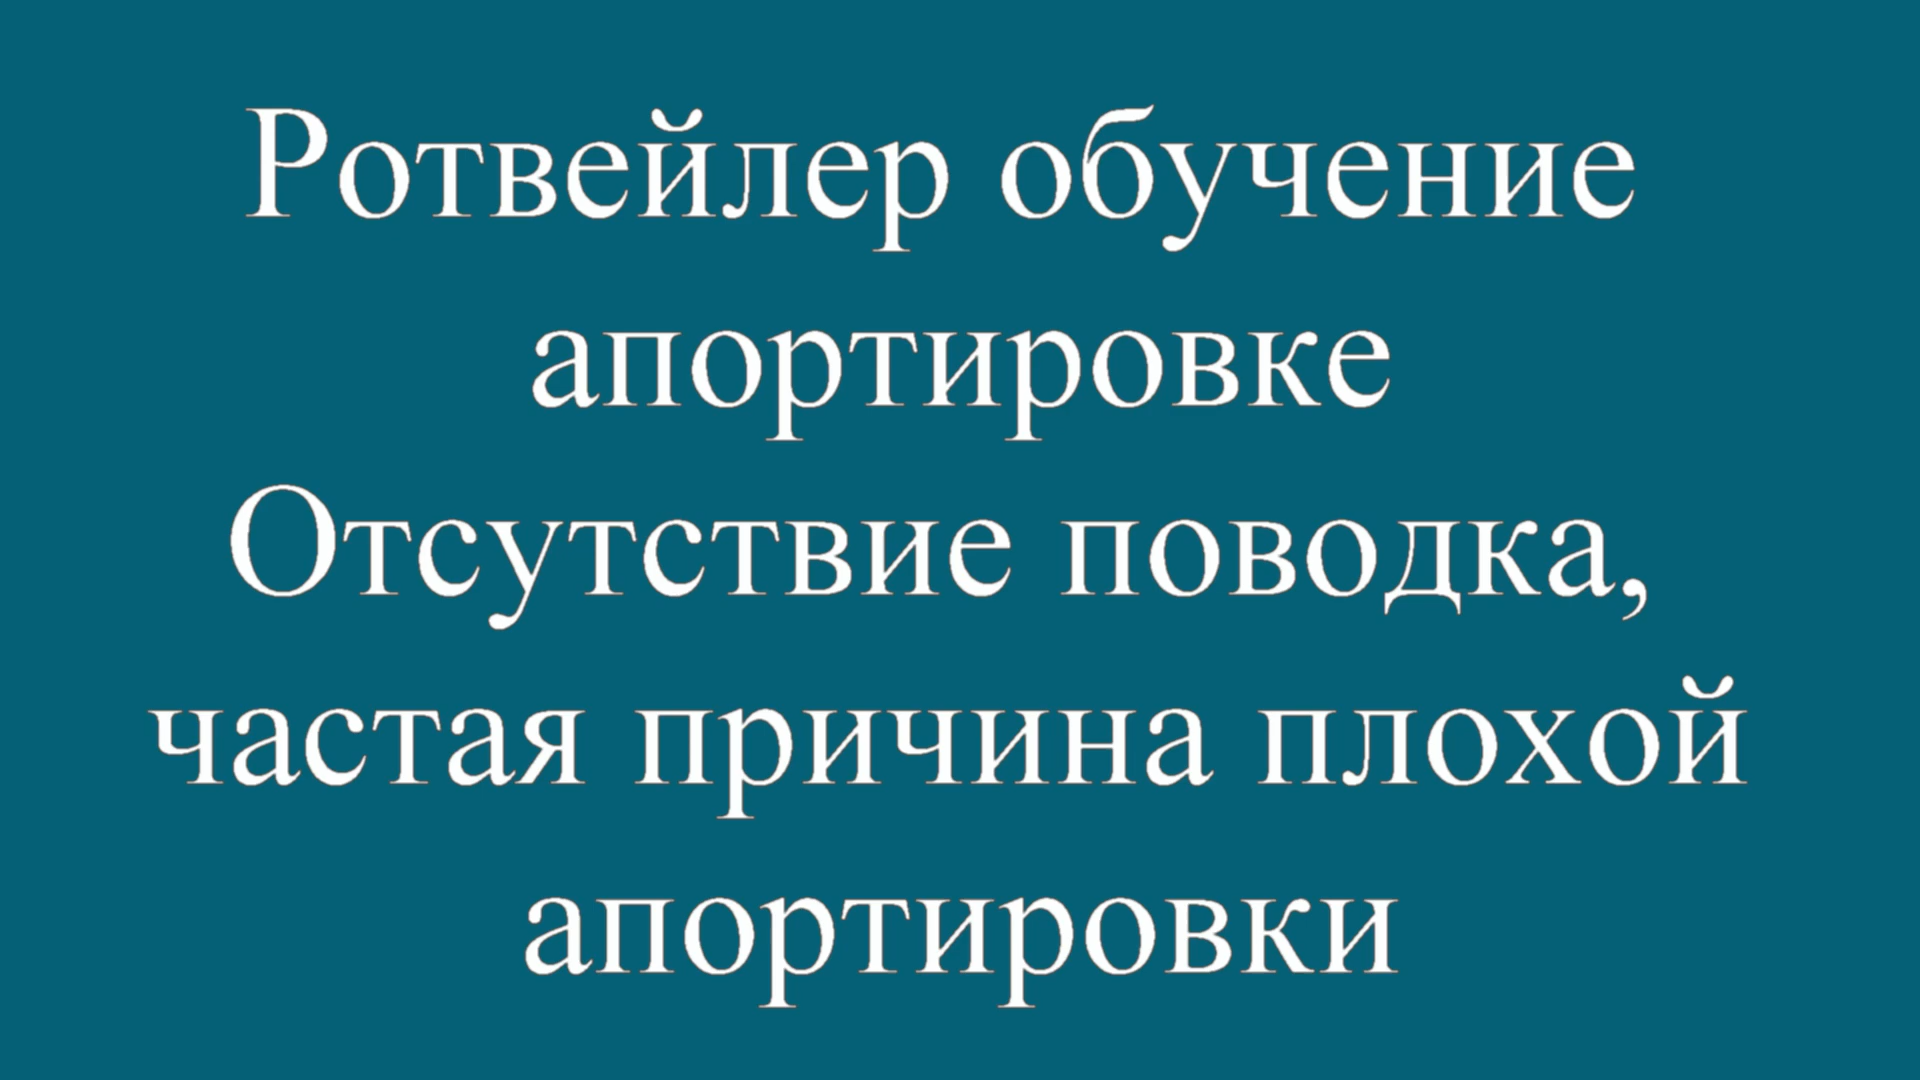 Ротвейлер обучение
апортировке
Отсутствие поводка,
частая причина плохой
апортировки